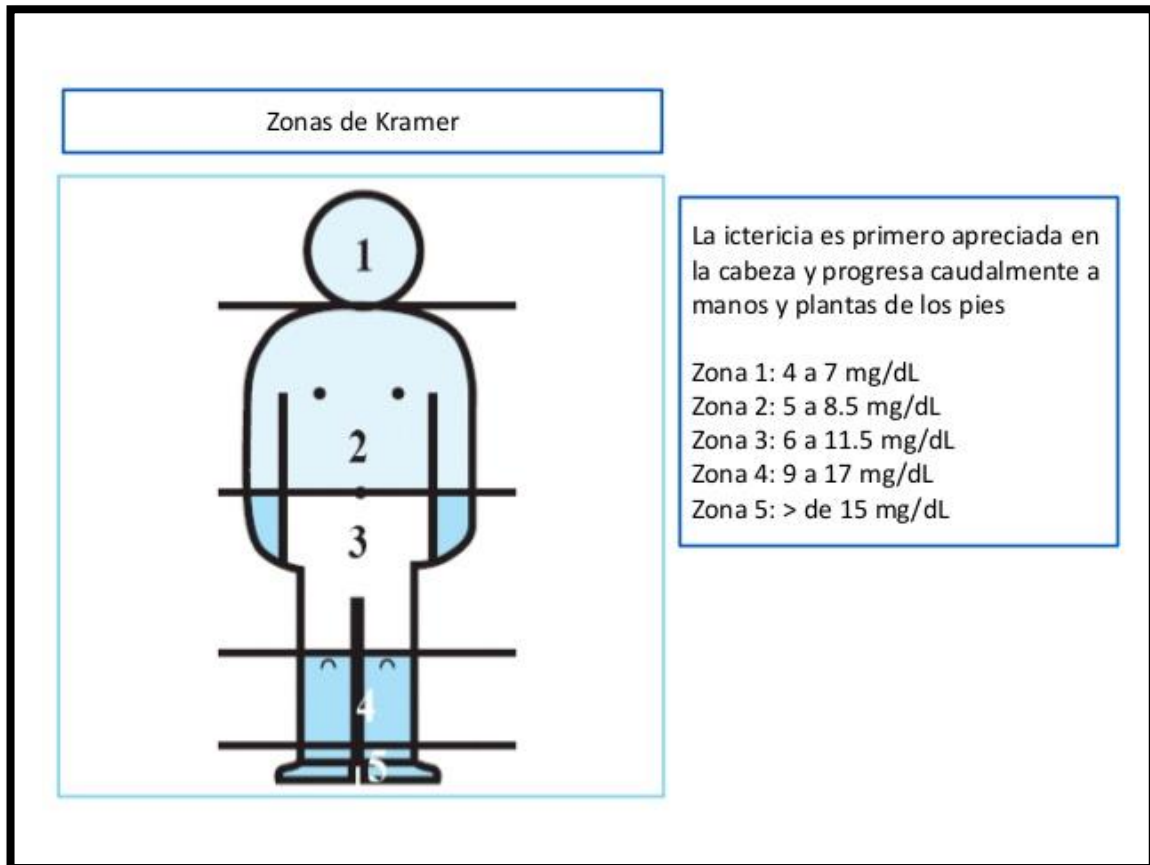 Zonas de Kramer
1
2
3
4
5
La ictericia es primero apreciada en
la cabeza y progresa caudalmente a
manos y plantas de los pies
Zona 1: 4 a 7 mg/dL
Zona 2: 5 a 8.5 mg/dL
Zona 3: 6 a 11.5 mg/dL
Zona 4: 9 a 17 mg/dL
Zona 5: > de 15 mg/dL